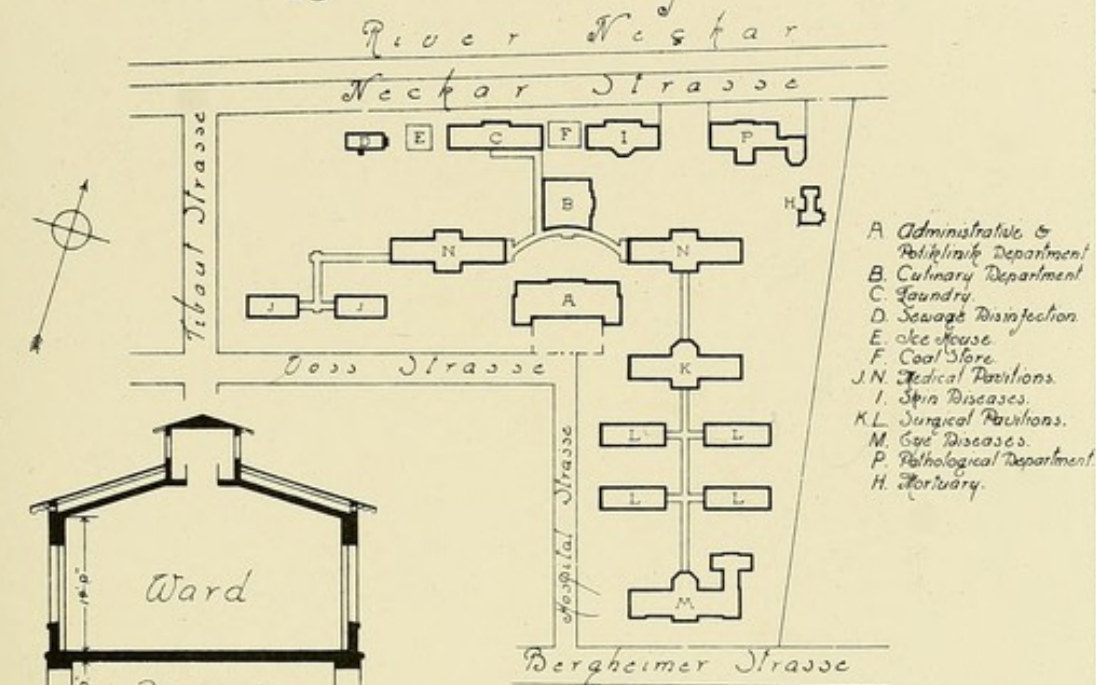 River Neckar
Neckar Strasse
Tibaut Strasse
D E C F I P
B
H
N N
J J
A
Voss Strasse
K
L L
L L
Hospital Strasse
M
Bergheimer Strasse
A Administrative &
Poliklinik Department
B. Culinary Department
C. Laundry.
D. Sewage Disinfection.
E. Ice House.
F. Coal Store.
J.N. Medical Pavilions.
I. Skin Diseases.
K.L Surgical Pavilions.
M. Eye Diseases.
P. Pathological Department.
H. Mortuary.
Ward